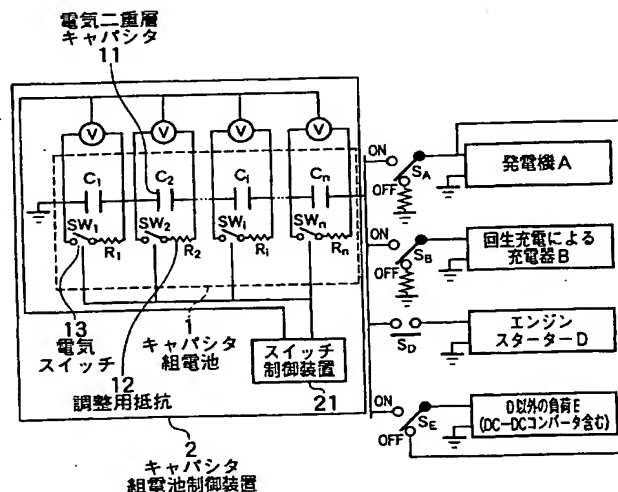 電気二重層
キャパシタ
11
V V V V
C1 C2 Ci Cn
SW1 SW2 SWi SWn
R1 R2 Ri Rn
13
電気
スイッチ
12
調整用抵抗
1
キャパシタ
組電池
スイッチ
制御装置
21
2
キャパシタ
組電池制御装置
ON
OFF
SA
発電機A
ON
OFF
SB
回生充電による
充電器B
SD
エンジン
スターターD
ON
OFF
SE
D以外の負荷E
(DC-DCコンバータ含む)